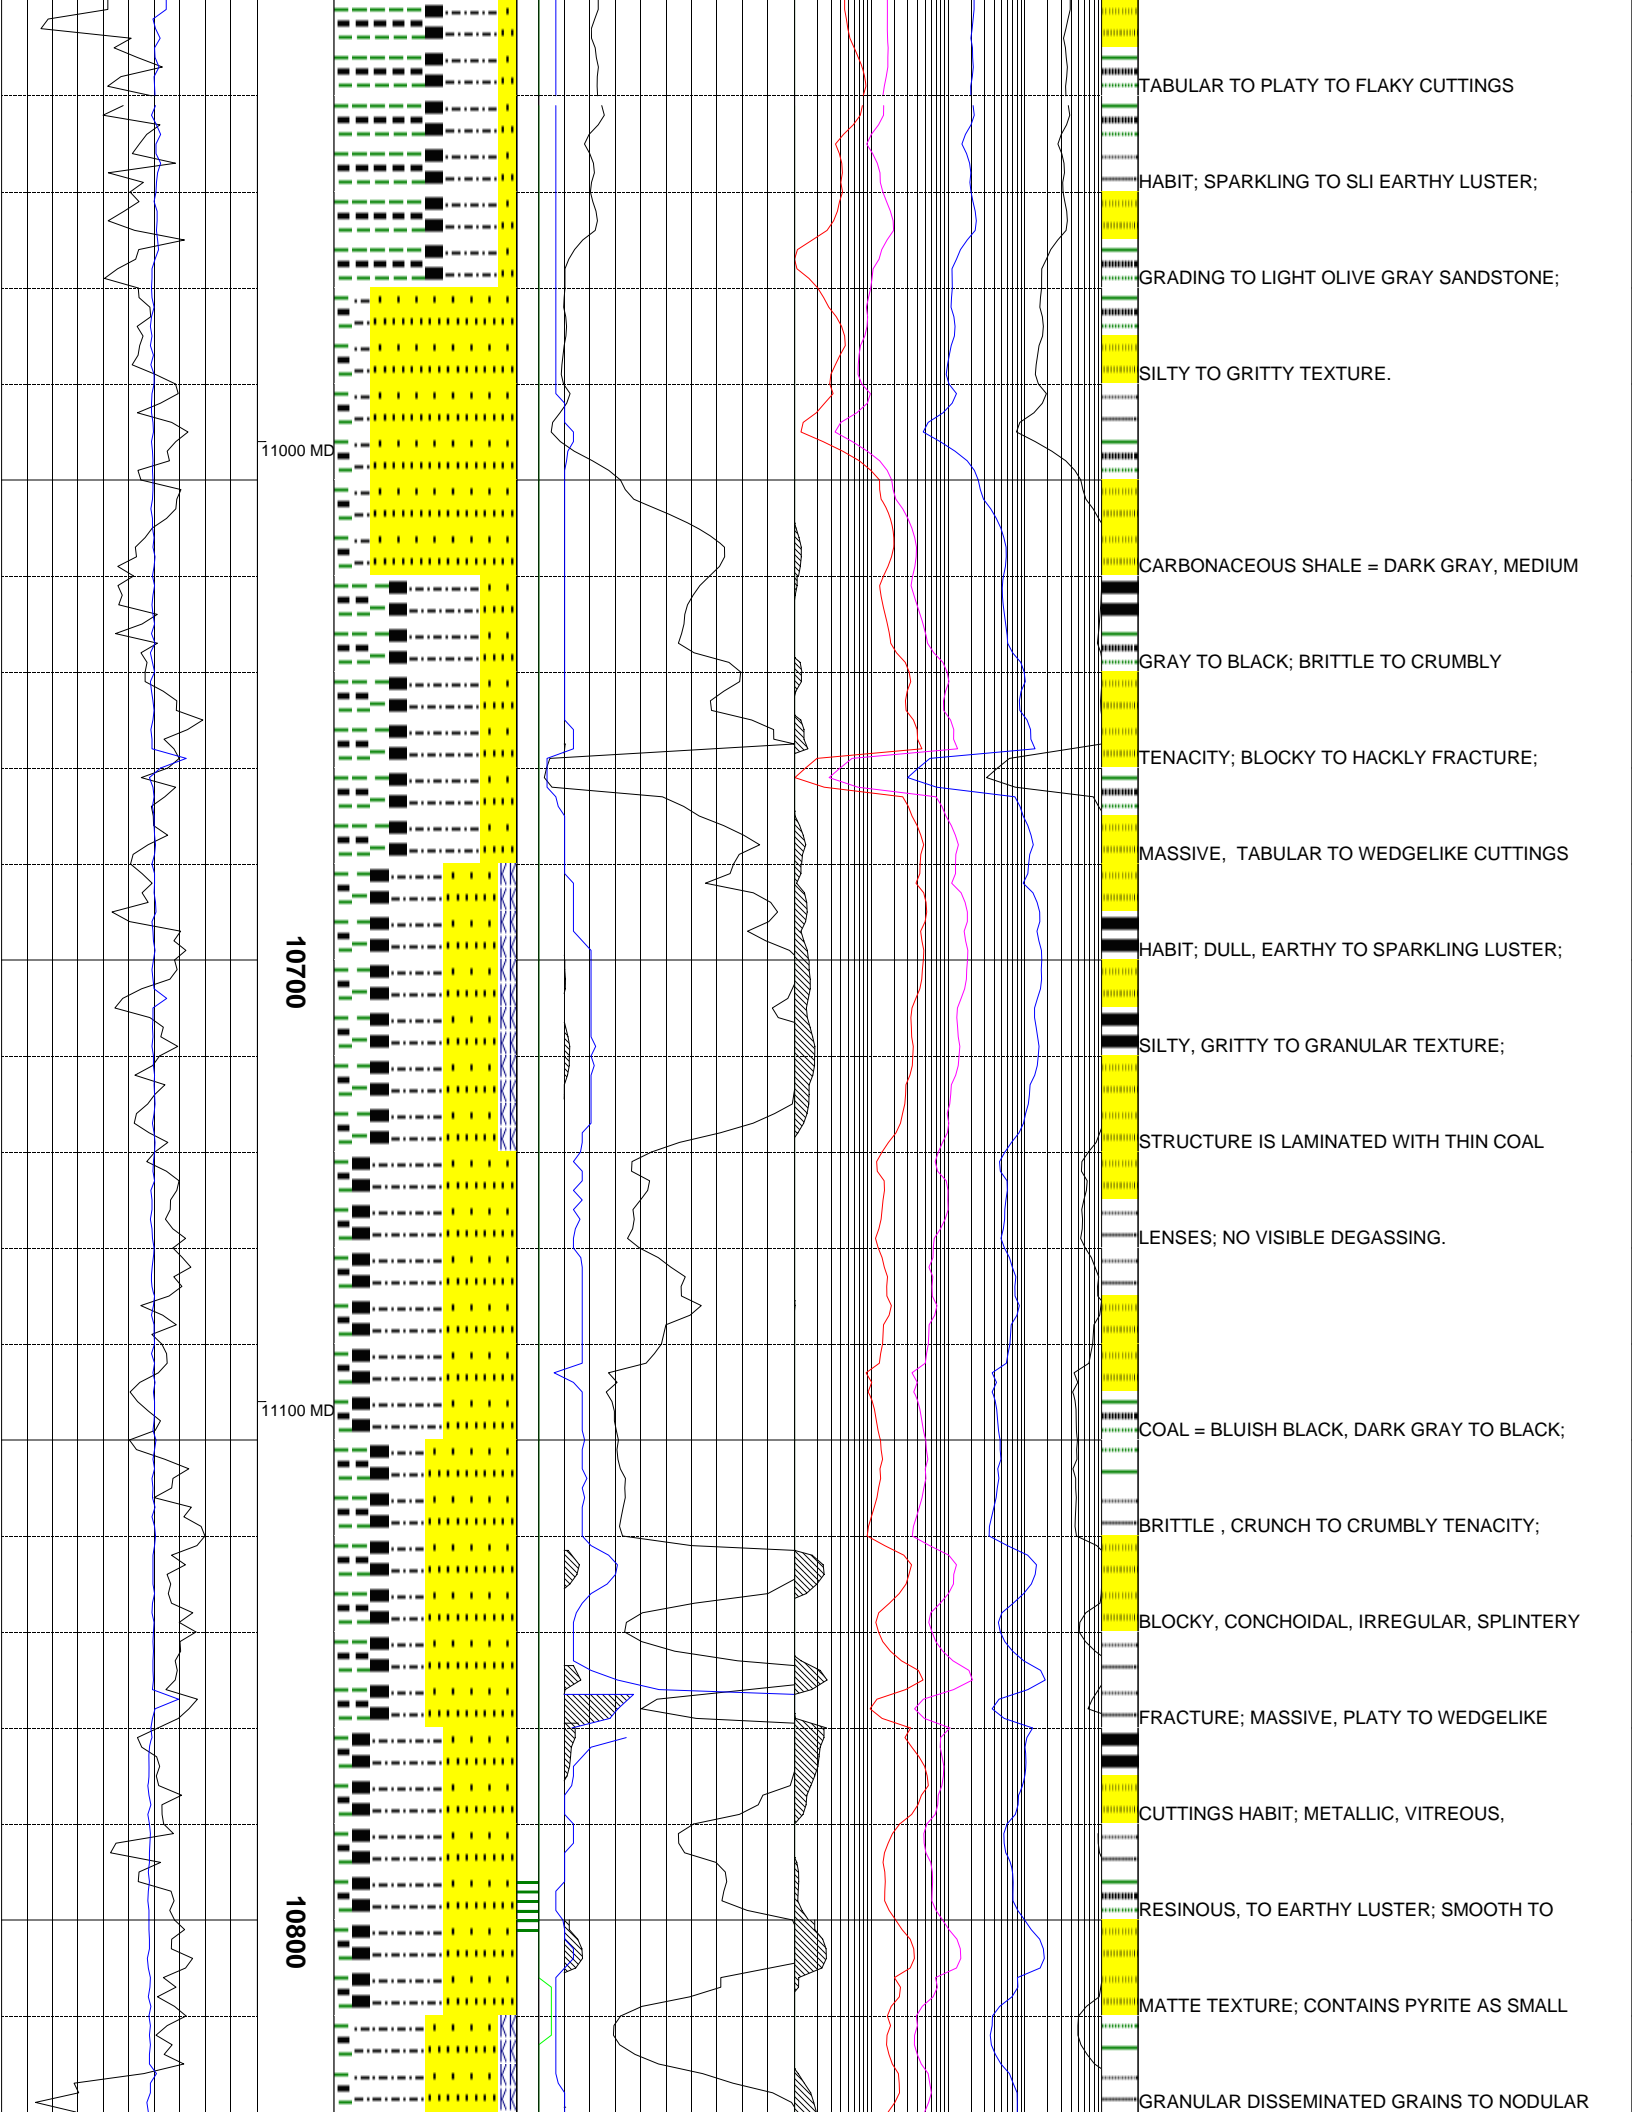 TABULAR TO PLATY TO FLAKY CUTTINGS
HABIT; SPARKLING TO SLI EARTHY LUSTER;
GRADING TO LIGHT OLIVE GRAY SANDSTONE;
SILTY TO GRITTY TEXTURE.
11000 MD
CARBONACEOUS SHALE = DARK GRAY, MEDIUM
GRAY TO BLACK; BRITTLE TO CRUMBLY
TENACITY; BLOCKY TO HACKLY FRACTURE;
MASSIVE,  TABULAR TO WEDGELIKE CUTTINGS
10700
HABIT; DULL, EARTHY TO SPARKLING LUSTER;
SILTY, GRITTY TO GRANULAR TEXTURE;
STRUCTURE IS LAMINATED WITH THIN COAL
LENSES; NO VISIBLE DEGASSING.
11100 MD
COAL = BLUISH BLACK, DARK GRAY TO BLACK;
BRITTLE , CRUNCH TO CRUMBLY TENACITY;
BLOCKY, CONCHOIDAL, IRREGULAR, SPLINTERY
FRACTURE; MASSIVE, PLATY TO WEDGELIKE
CUTTINGS HABIT; METALLIC, VITREOUS,
10800
RESINOUS, TO EARTHY LUSTER; SMOOTH TO
MATTE TEXTURE; CONTAINS PYRITE AS SMALL
GRANULAR DISSEMINATED GRAINS TO NODULAR